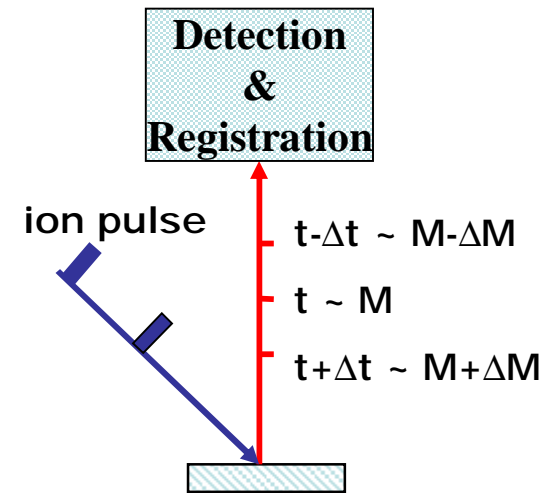 Detection
&
Registration
ion pulse
t-Δt ~ M-ΔM
t ~ M
t+Δt ~ M+ΔM